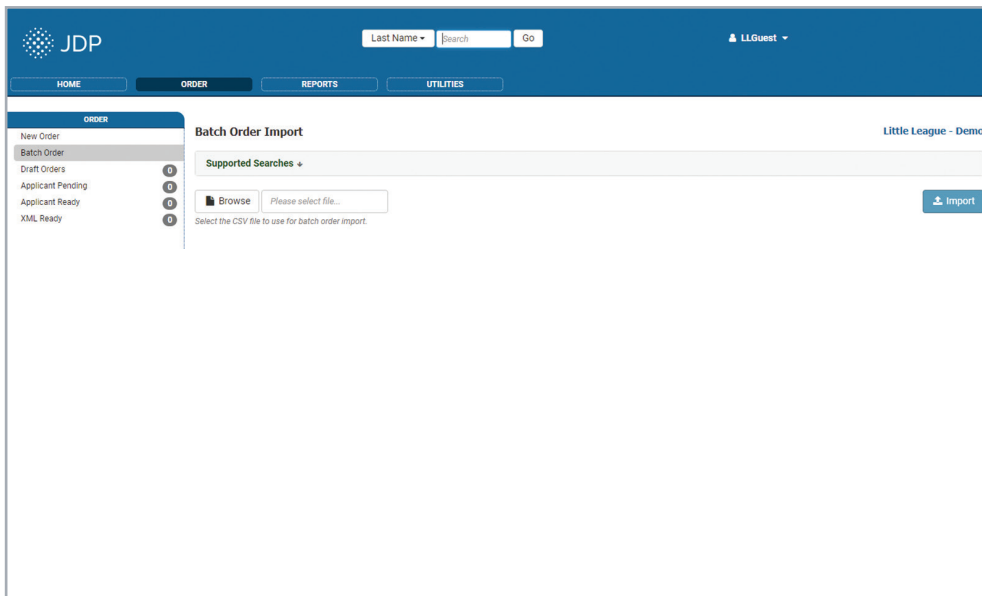 JDP
Last Name
Search
Go
LLGuest
HOME
ORDER
REPORTS
UTILITIES
ORDER
New Order
Batch Order
Draft Orders 0
Applicant Pending 0
Applicant Ready 0
XML Ready 0
Batch Order Import
Little League - Demo
Supported Searches
Browse
Please select file...
Import
Select the CSV file to use for batch order import.